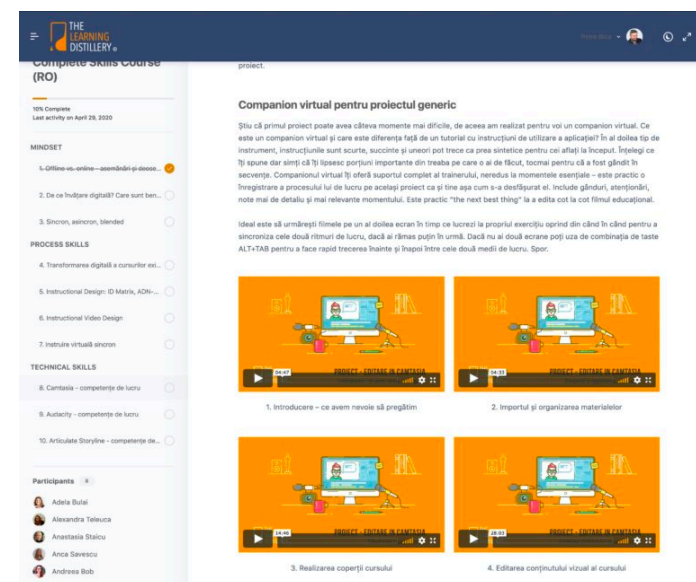 THE
LEARNING
DISTILLERY®
Complete Skills Course
(RO)
10% Complete
Last activity on April 29, 2020
MINDSET
1. Offline vs. online – asemănări și deose...
2. De ce învățare digitală? Care sunt ben...
3. Sincron, asincron, blended
PROCESS SKILLS
4. Transformarea digitală a cursurilor exi...
5. Instructional Design: ID Matrix, ADN-...
6. Instructional Video Design
7. Instruire virtuală sincron
TECHNICAL SKILLS
8. Camtasia - competențe de lucru
9. Audacity - competențe de lucru
10. Articulate Storyline - competențe de...
Participants 9
Adela Bulai
Alexandra Teleuca
Anastasia Staicu
Anca Savescu
Andreea Bob
proiect.
Companion virtual pentru proiectul generic
Știu că primul proiect poate avea câteva momente mai dificile, de aceea am realizat pentru voi un companion virtual. Ce
este un companion virtual și care este diferența față de un tutorial cu instrucțiuni de utilizare a aplicației? În al doilea tip de
instrument, instrucțiunile sunt scurte, succinte și uneori pot trece ca prea sintetice pentru cei aflați la început. Înțelegi ce
îți spune dar simți că îți lipsesc porțiuni importante din treaba pe care o ai de făcut, tocmai pentru că a fost gândit în
secvențe. Companionul virtual îți oferă suportul complet al trainerului, neredus la momentele esențiale – este practic o
înregistrare a procesului lui de lucru pe același proiect ca și tine așa cum s-a desfășurat el. Include gânduri, atenționări,
note mai de detaliu și mai relevante momentului. Este practic "the next best thing" la a edita cot la cot filmul educațional.
Ideal este să urmărești filmele pe un al doilea ecran în timp ce lucrezi la propriul exercițiu oprind din când în când pentru a
sincroniza cele două ritmuri de lucru, dacă ai rămas puțin în urmă. Dacă nu ai două ecrane poți uza de combinația de taste
ALT+TAB pentru a face rapid trecerea înainte și înapoi între cele două medii de lucru. Spor.
04:47
PROIECT - EDITARE IN CAMTASIA
1. Introducere – ce avem nevoie să pregătim
04:33
PROIECT - EDITARE IN CAMTASIA
2. Importul și organizarea materialelor
14:46
PROIECT - EDITARE IN CAMTASIA
3. Realizarea coperții cursului
28:03
PROIECT - EDITARE IN CAMTASIA
4. Editarea conținutului vizual al cursului